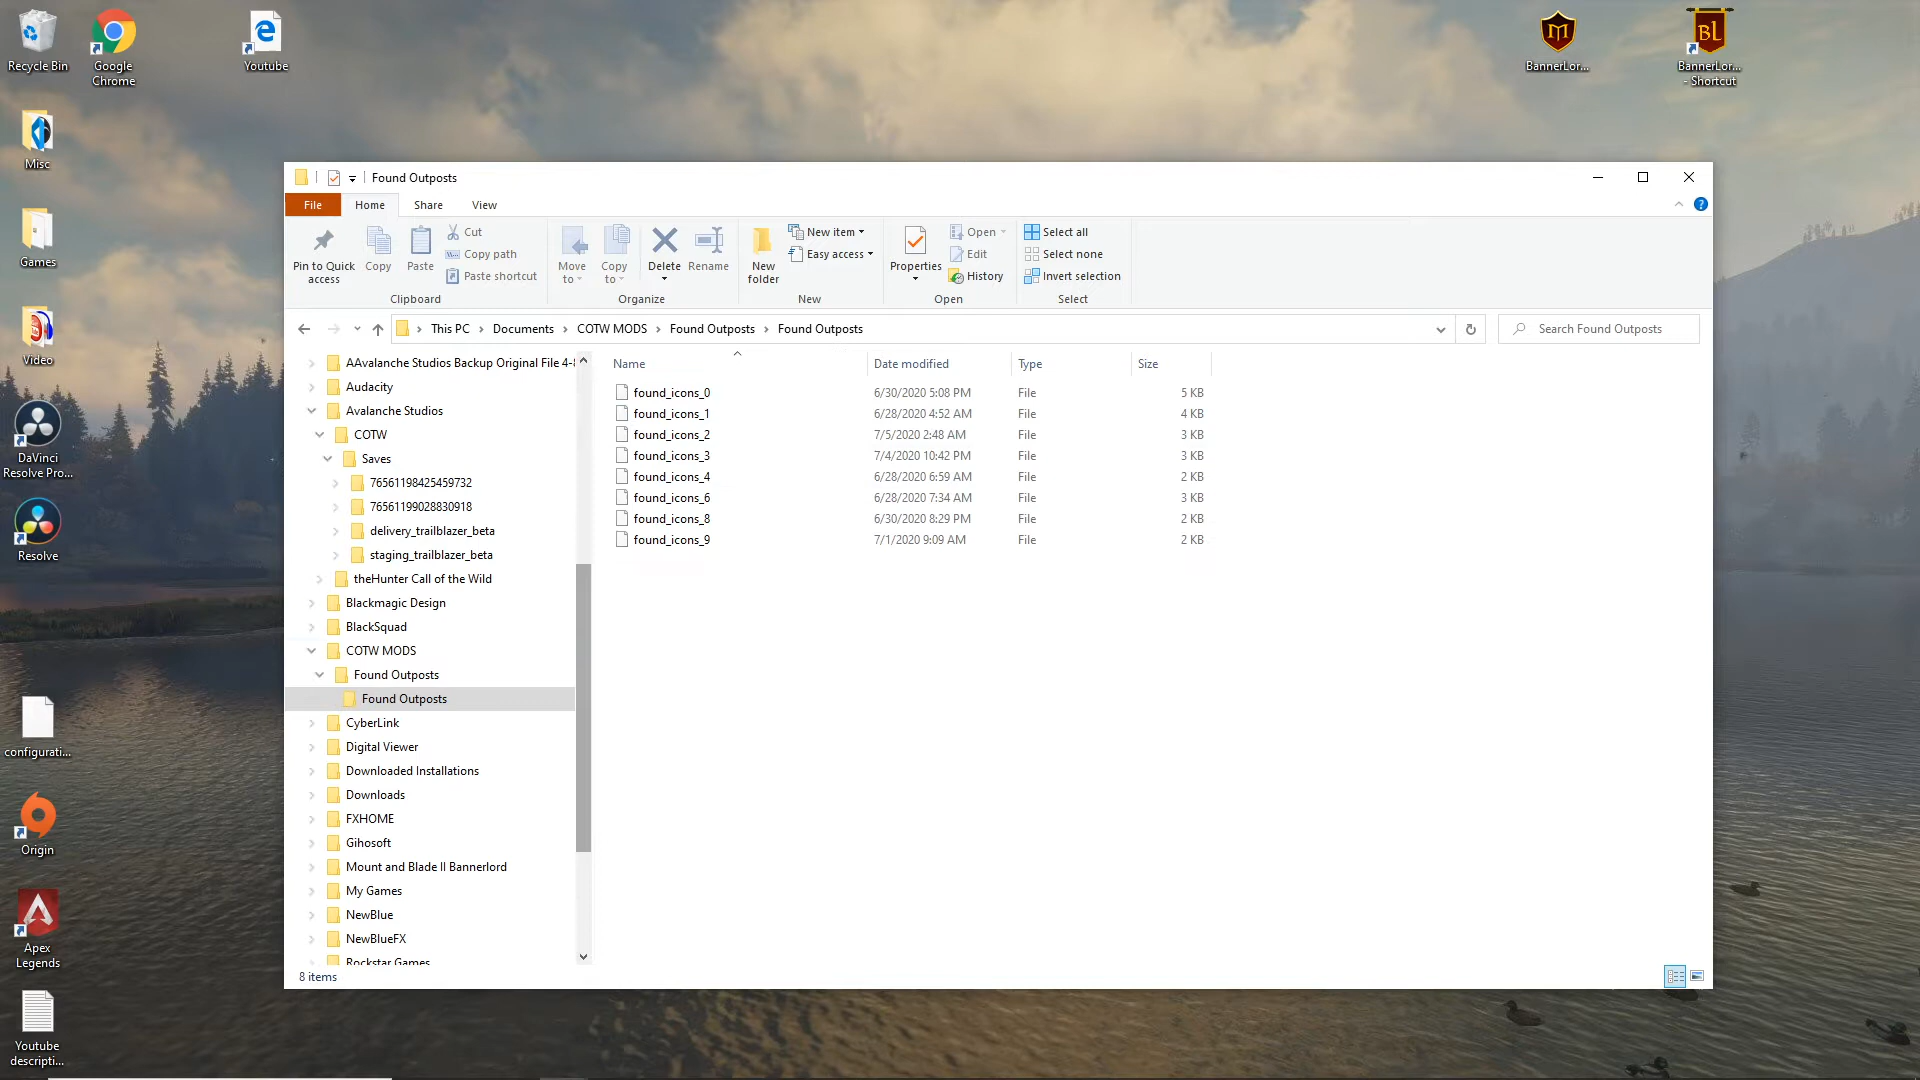 Recycle Bin
Google
Chrome
Youtube
BannerLor...
BannerLor...
- Shortcut
Misc
Games
Video
DaVinci
Resolve Pro...
Resolve
configurati...
Origin
Apex
Legends
Youtube
descripti...
Found Outposts
File
Home
Share
View
Pin to Quick
access
Copy
Paste
Cut
Copy path
Paste shortcut
Clipboard
Move
to
Copy
to
Delete
Rename
Organize
New
folder
New item
Easy access
New
Properties
Open
Edit
History
Open
Select all
Select none
Invert selection
Select
This PC > Documents > COTW MODS > Found Outposts > Found Outposts
Search Found Outposts
AAvalanche Studios Backup Original File 4-
Audacity
Avalanche Studios
COTW
Saves
76561198425459732
76561199028830918
delivery_trailblazer_beta
staging_trailblazer_beta
theHunter Call of the Wild
Blackmagic Design
BlackSquad
COTW MODS
Found Outposts
Found Outposts
CyberLink
Digital Viewer
Downloaded Installations
Downloads
FXHOME
Gihosoft
Mount and Blade II Bannerlord
My Games
NewBlue
NewBlueFX
Rockstar Games
Name Date modified Type Size
found_icons_0 6/30/2020 5:08 PM File 5 KB
found_icons_1 6/28/2020 4:52 AM File 4 KB
found_icons_2 7/5/2020 2:48 AM File 3 KB
found_icons_3 7/4/2020 10:42 PM File 3 KB
found_icons_4 6/28/2020 6:59 AM File 2 KB
found_icons_6 6/28/2020 7:34 AM File 3 KB
found_icons_8 6/30/2020 8:29 PM File 2 KB
found_icons_9 7/1/2020 9:09 AM File 2 KB
8 items